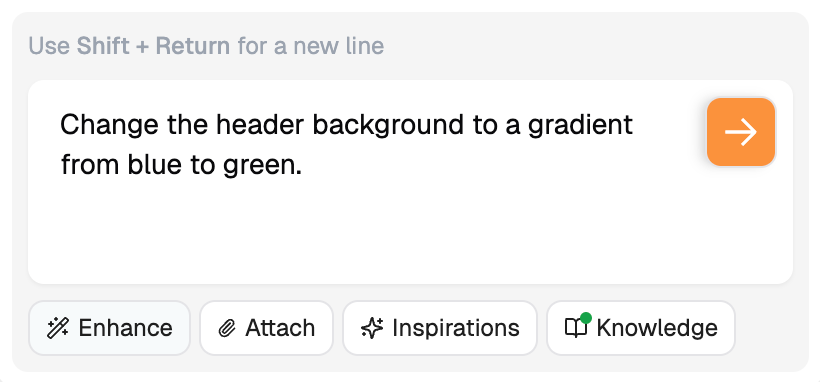 Use Shift + Return for a new line
Change the header background to a gradient
from blue to green.
Enhance
Attach
Inspirations
Knowledge